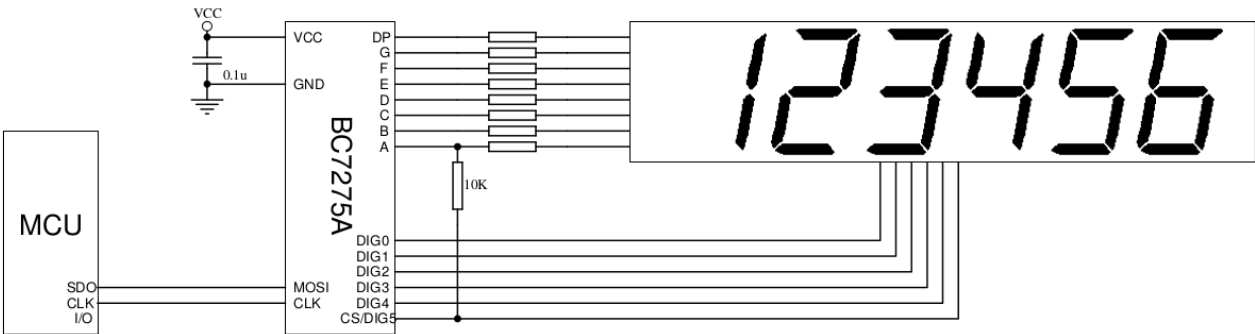 VCC
VCC
0.1u
GND
BC7275A
DP
G
F
E
D
C
B
A
10K
123456
DIG0
DIG1
DIG2
DIG3
DIG4
CS/DIG5
MOSI
CLK
MCU
SDO
CLK
I/O